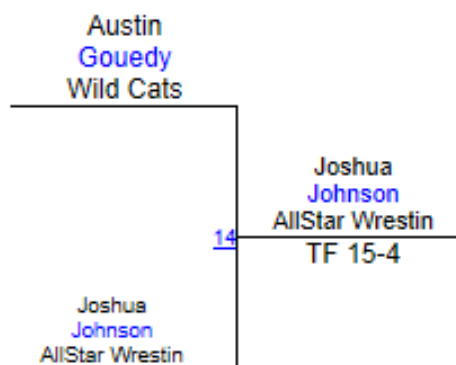 Austin
Gouedy
Wild Cats
Joshua
Johnson
AllStar Wrestin
14
TF 15-4
Joshua
Johnson
AllStar Wrestin